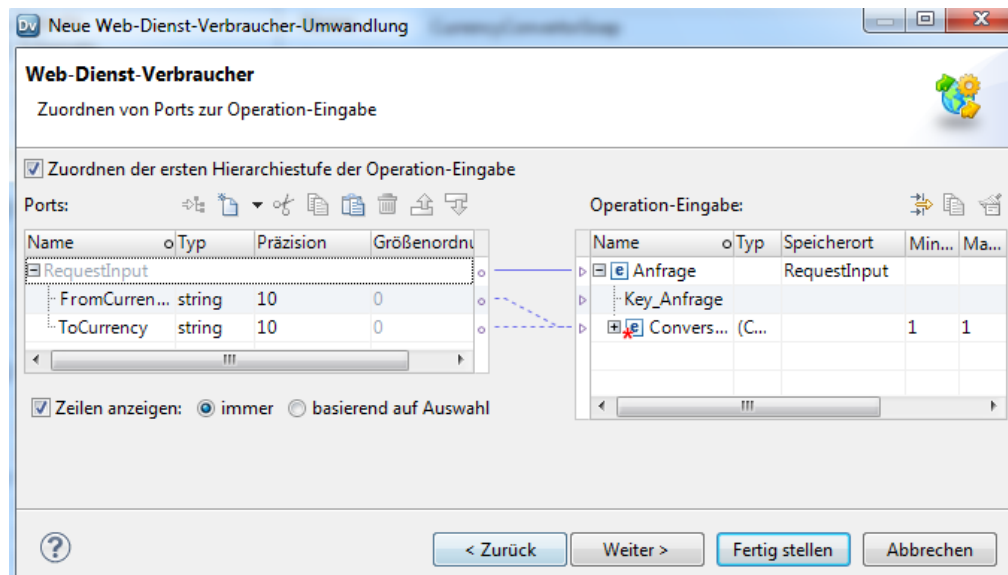 Dv Neue Web-Dienst-Verbraucher-Umwandlung
Web-Dienst-Verbraucher
Zuordnen von Ports zur Operation-Eingabe
Zuordnen der ersten Hierarchiestufe der Operation-Eingabe
Ports:
Name Typ Präzision Größenordnu
RequestInput
FromCurren... string 10 0
ToCurrency string 10 0
Zeilen anzeigen: immer basierend auf Auswahl
Operation-Eingabe:
Name Typ Speicherort Min... Ma...
e Anfrage RequestInput
Key_Anfrage
e Convers... (C... 1 1
? < Zurück Weiter > Fertig stellen Abbrechen